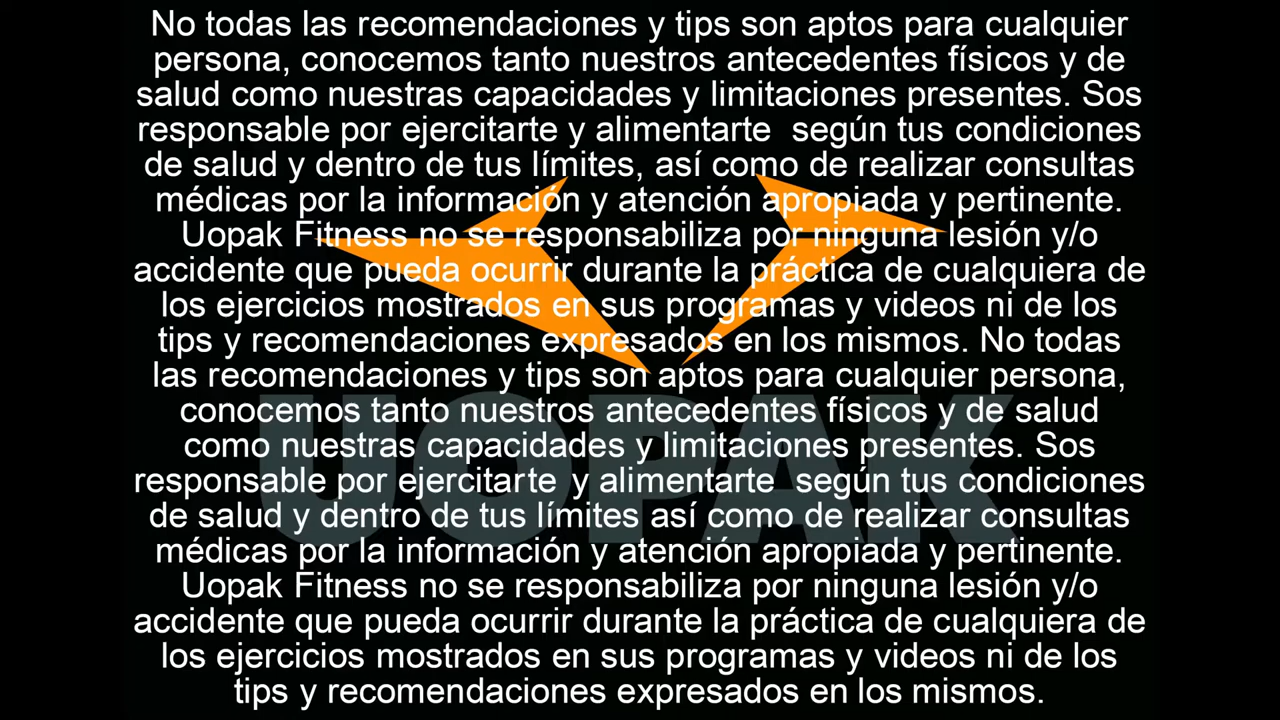 No todas las recomendaciones y tips son aptos para cualquier
persona, conocemos tanto nuestros antecedentes físicos y de
salud como nuestras capacidades y limitaciones presentes. Sos
responsable por ejercitarte y alimentarte  según tus condiciones
de salud y dentro de tus límites, así como de realizar consultas
médicas por la información y atención apropiada y pertinente.
Uopak Fitness no se responsabiliza por ninguna lesión y/o
accidente que pueda ocurrir durante la práctica de cualquiera de
los ejercicios mostrados en sus programas y videos ni de los
tips y recomendaciones expresados en los mismos. No todas
las recomendaciones y tips son aptos para cualquier persona,
conocemos tanto nuestros antecedentes físicos y de salud
como nuestras capacidades y limitaciones presentes. Sos
responsable por ejercitarte y alimentarte  según tus condiciones
de salud y dentro de tus límites así como de realizar consultas
médicas por la información y atención apropiada y pertinente.
Uopak Fitness no se responsabiliza por ninguna lesión y/o
accidente que pueda ocurrir durante la práctica de cualquiera de
los ejercicios mostrados en sus programas y videos ni de los
tips y recomendaciones expresados en los mismos.
UOPAK